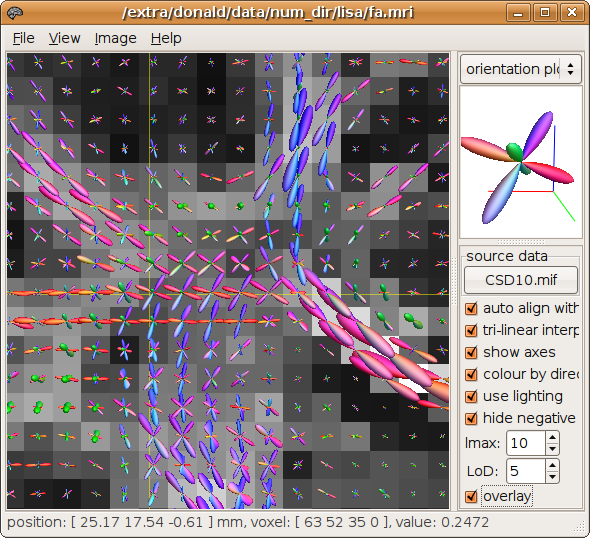 /extra/donald/data/num_dir/lisa/fa.mri
File View Image Help
orientation plo
source data
CSD10.mif
auto align with
tri-linear interp
show axes
colour by direc
use lighting
hide negative
lmax: 10
LoD: 5
overlay
position: [ 25.17 17.54 -0.61 ] mm, voxel: [ 63 52 35 0 ], value: 0.2472